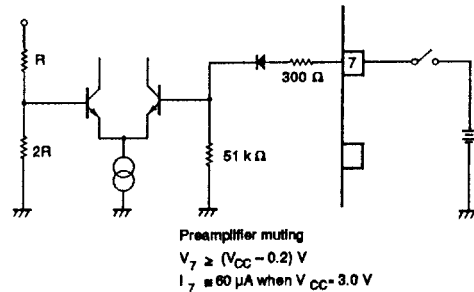 R
2R
300 Ω
7
51 kΩ
Preamplifier muting
V7 ≥ (VCC – 0.2) V
I7 ≅ 60 µA when VCC = 3.0 V